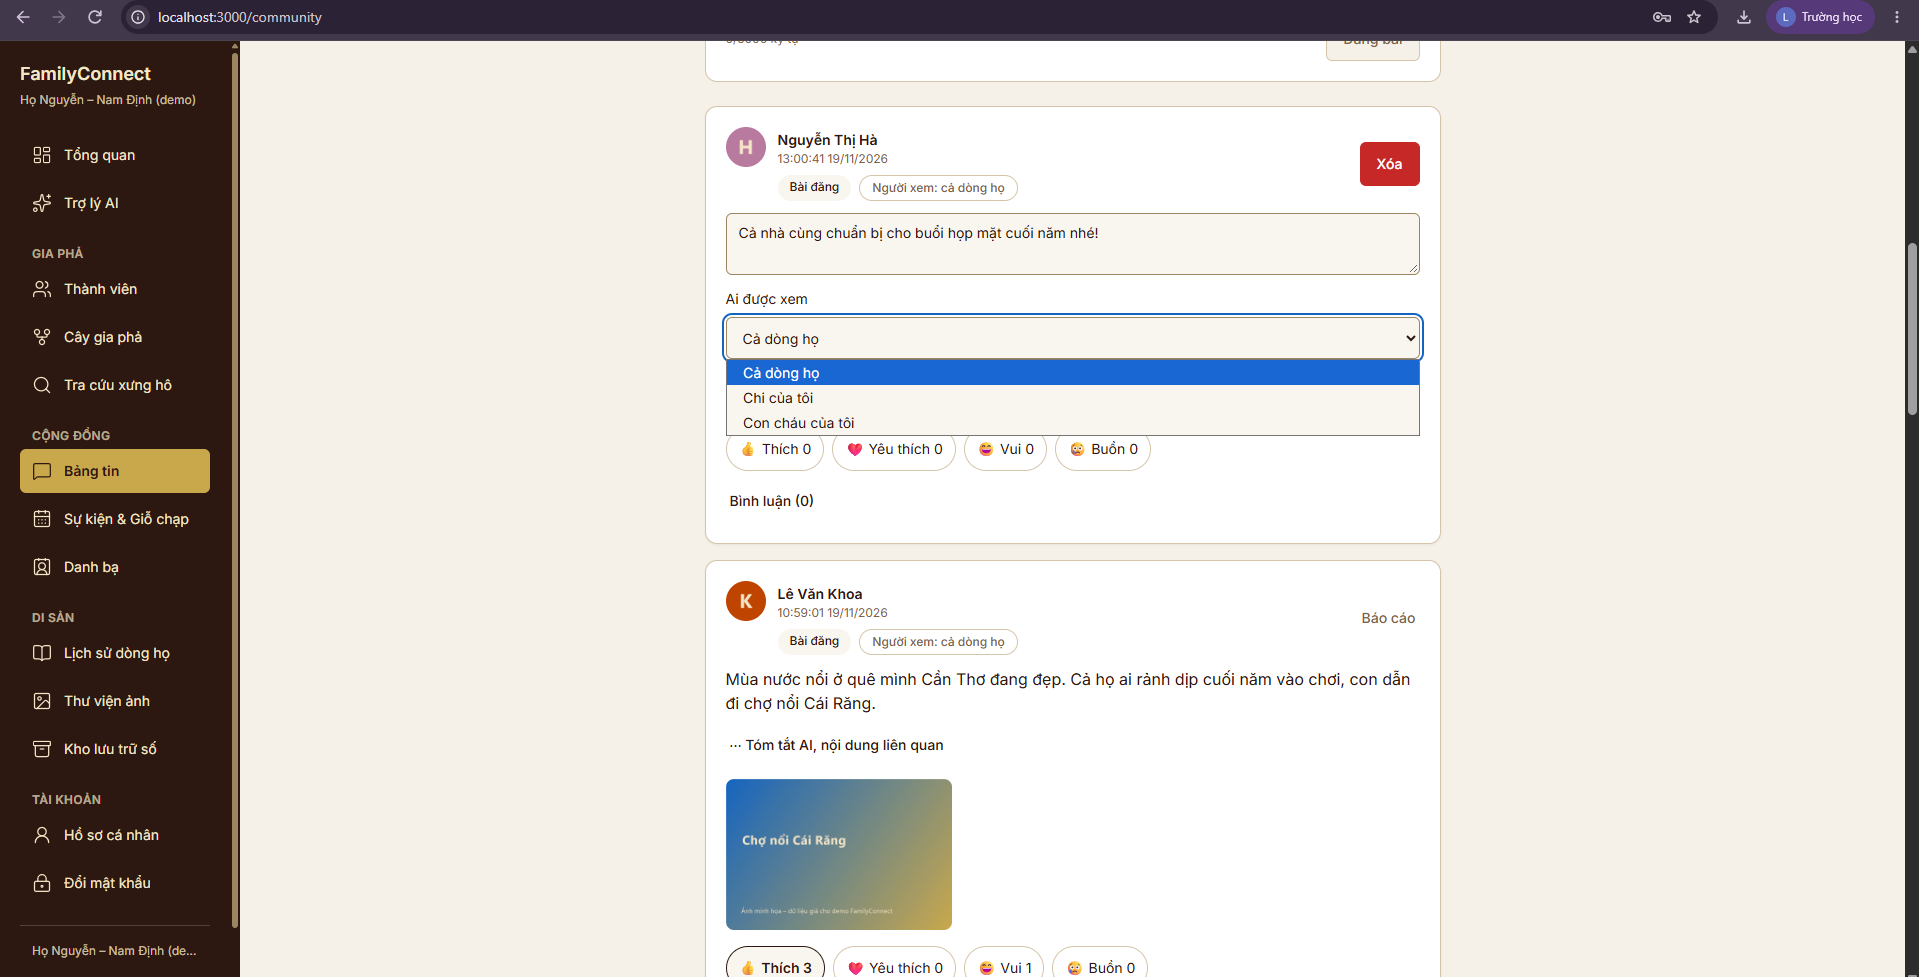 localhost:3000/community
L Trường học
FamilyConnect
Họ Nguyễn – Nam Định (demo)
Tổng quan
Trợ lý AI
GIA PHẢ
Thành viên
Cây gia phả
Tra cứu xưng hô
CỘNG ĐỒNG
Bảng tin
Sự kiện & Giỗ chạp
Danh bạ
DI SẢN
Lịch sử dòng họ
Thư viện ảnh
Kho lưu trữ số
TÀI KHOẢN
Hồ sơ cá nhân
Đổi mật khẩu
Họ Nguyễn – Nam Định (de...
H
Nguyễn Thị Hà
13:00:41 19/11/2026
Bài đăng
Người xem: cả dòng họ
Xóa
Cả nhà cùng chuẩn bị cho buổi họp mặt cuối năm nhé!
Ai được xem
Cả dòng họ
Cả dòng họ
Chi của tôi
Con cháu của tôi
Thích 0
Yêu thích 0
Vui 0
Buồn 0
Bình luận (0)
K
Lê Văn Khoa
10:59:01 19/11/2026
Bài đăng
Người xem: cả dòng họ
Báo cáo
Mùa nước nổi ở quê mình Cần Thơ đang đẹp. Cả họ ai rảnh dịp cuối năm vào chơi, con dẫn
đi chợ nổi Cái Răng.
··· Tóm tắt AI, nội dung liên quan
Chợ nổi Cái Răng
Ảnh minh họa – dữ liệu giả cho demo FamilyConnect
Thích 3
Yêu thích 0
Vui 1
Buồn 0